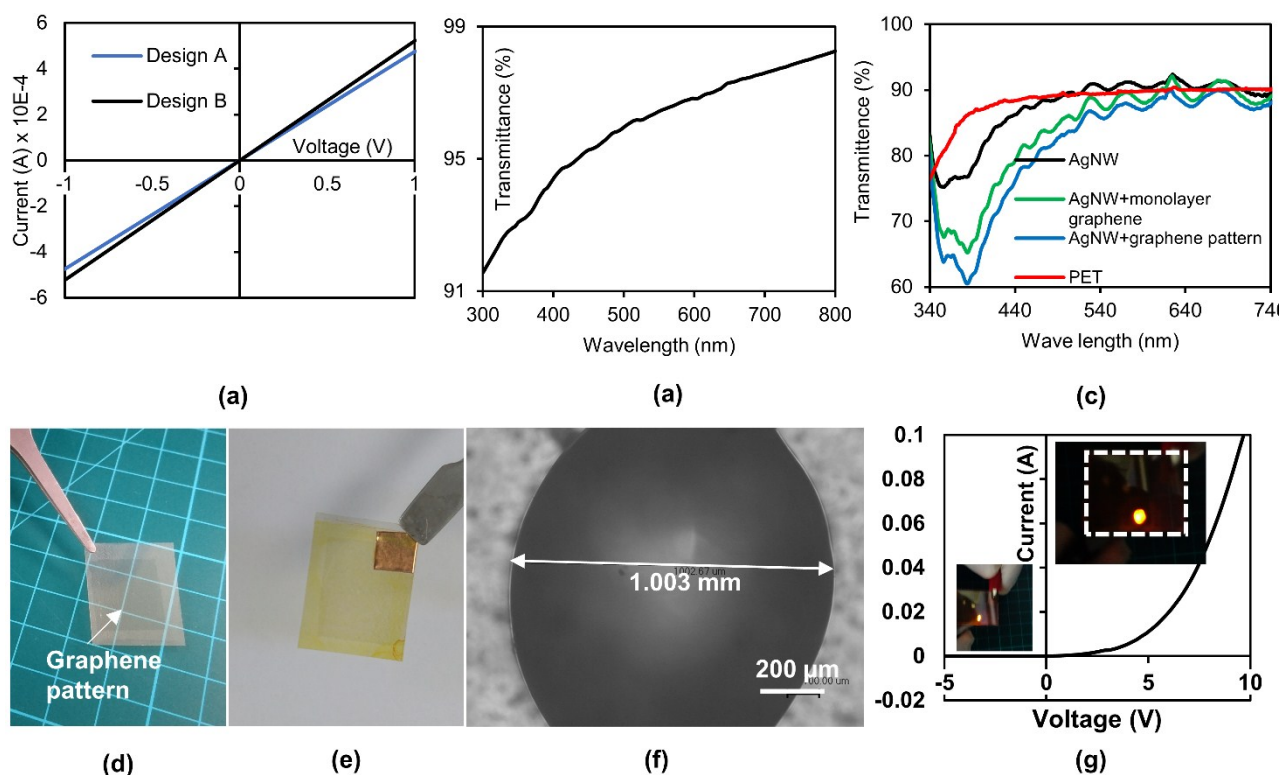 6
4
2
0
-2
-4
-6
-1
-0.5
0
0.5
1
Current (A) x 10E-4
Voltage (V)
Design A
Design B
(a)
99
95
91
Transmittance (%)
300
400
500
600
700
800
Wavelength (nm)
(a)
100
90
80
70
60
Transmittence (%)
AgNW
AgNW+monolayer
graphene
AgNW+graphene pattern
PET
340
440
540
640
740
Wave length (nm)
(c)
Graphene
pattern
(d)
(e)
1002.67 um
1.003 mm
200 µm
(f)
0.1
0.08
0.06
0.04
0.02
0
-0.02
Current (A)
-5
0
5
10
Voltage (V)
(g)